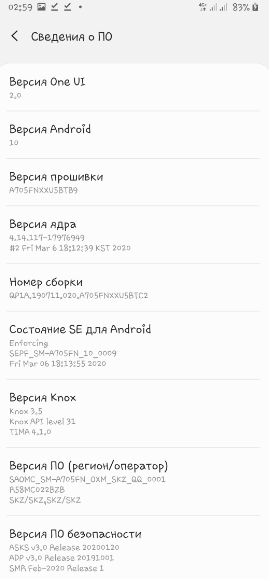 02:59 83%
Сведения о ПО
Версия One UI
2.0
Версия Android
10
Версия прошивки
A705FNXXU5BTB9
Версия ядра
4.14.117-17976949
#2 Fri Mar 6 18:12:39 KST 2020
Номер сборки
QP1A.190711.020.A705FNXXU5BTC2
Состояние SE для Android
Enforcing
SEPF_SM-A705FN_10_0009
Fri Mar 06 18:13:55 2020
Версия Knox
Knox 3.5
Knox API level 31
TIMA 4.1.0
Версия ПО (регион/оператор)
SAOMC_SM-A705FN_OXM_SKZ_QQ_0001
R58MC022BZB
SKZ/SKZ,SKZ/SKZ
Версия ПО безопасности
ASKS v3.0 Release 20200120
ADP v3.0 Release 20191001
SMR Feb-2020 Release 1